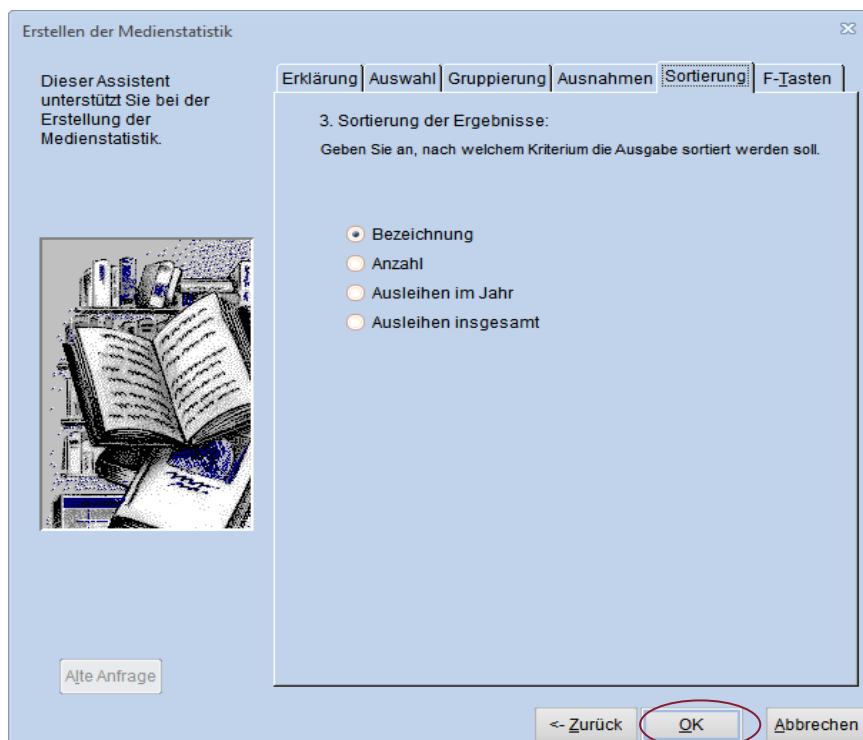 Erstellen der Medienstatistik
Dieser Assistent
unterstützt Sie bei der
Erstellung der
Medienstatistik.
Erklärung Auswahl Gruppierung Ausnahmen Sortierung F-Tasten
3. Sortierung der Ergebnisse:
Geben Sie an, nach welchem Kriterium die Ausgabe sortiert werden soll.
Bezeichnung
Anzahl
Ausleihen im Jahr
Ausleihen insgesamt
Alte Anfrage
<- Zurück OK Abbrechen